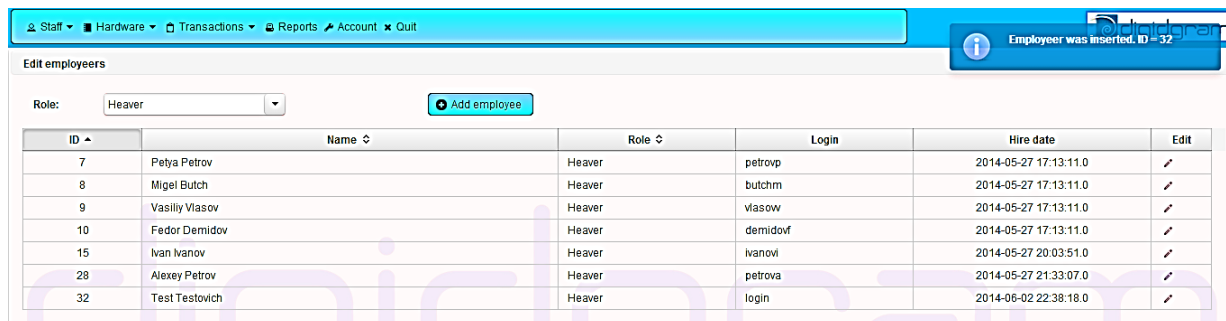 Staff Hardware Transactions Reports Account Quit
digidgram
Employeer was inserted. ID = 32
Edit employeers
Role: Heaver Add employee
ID Name Role Login Hire date Edit
7 Petya Petrov Heaver petrovp 2014-05-27 17:13:11.0
8 Migel Butch Heaver butchm 2014-05-27 17:13:11.0
9 Vasiliy Vlasov Heaver vlasovv 2014-05-27 17:13:11.0
10 Fedor Demidov Heaver demidovf 2014-05-27 17:13:11.0
15 Ivan Ivanov Heaver ivanovi 2014-05-27 20:03:51.0
28 Alexey Petrov Heaver petrova 2014-05-27 21:33:07.0
32 Test Testovich Heaver login 2014-06-02 22:38:18.0